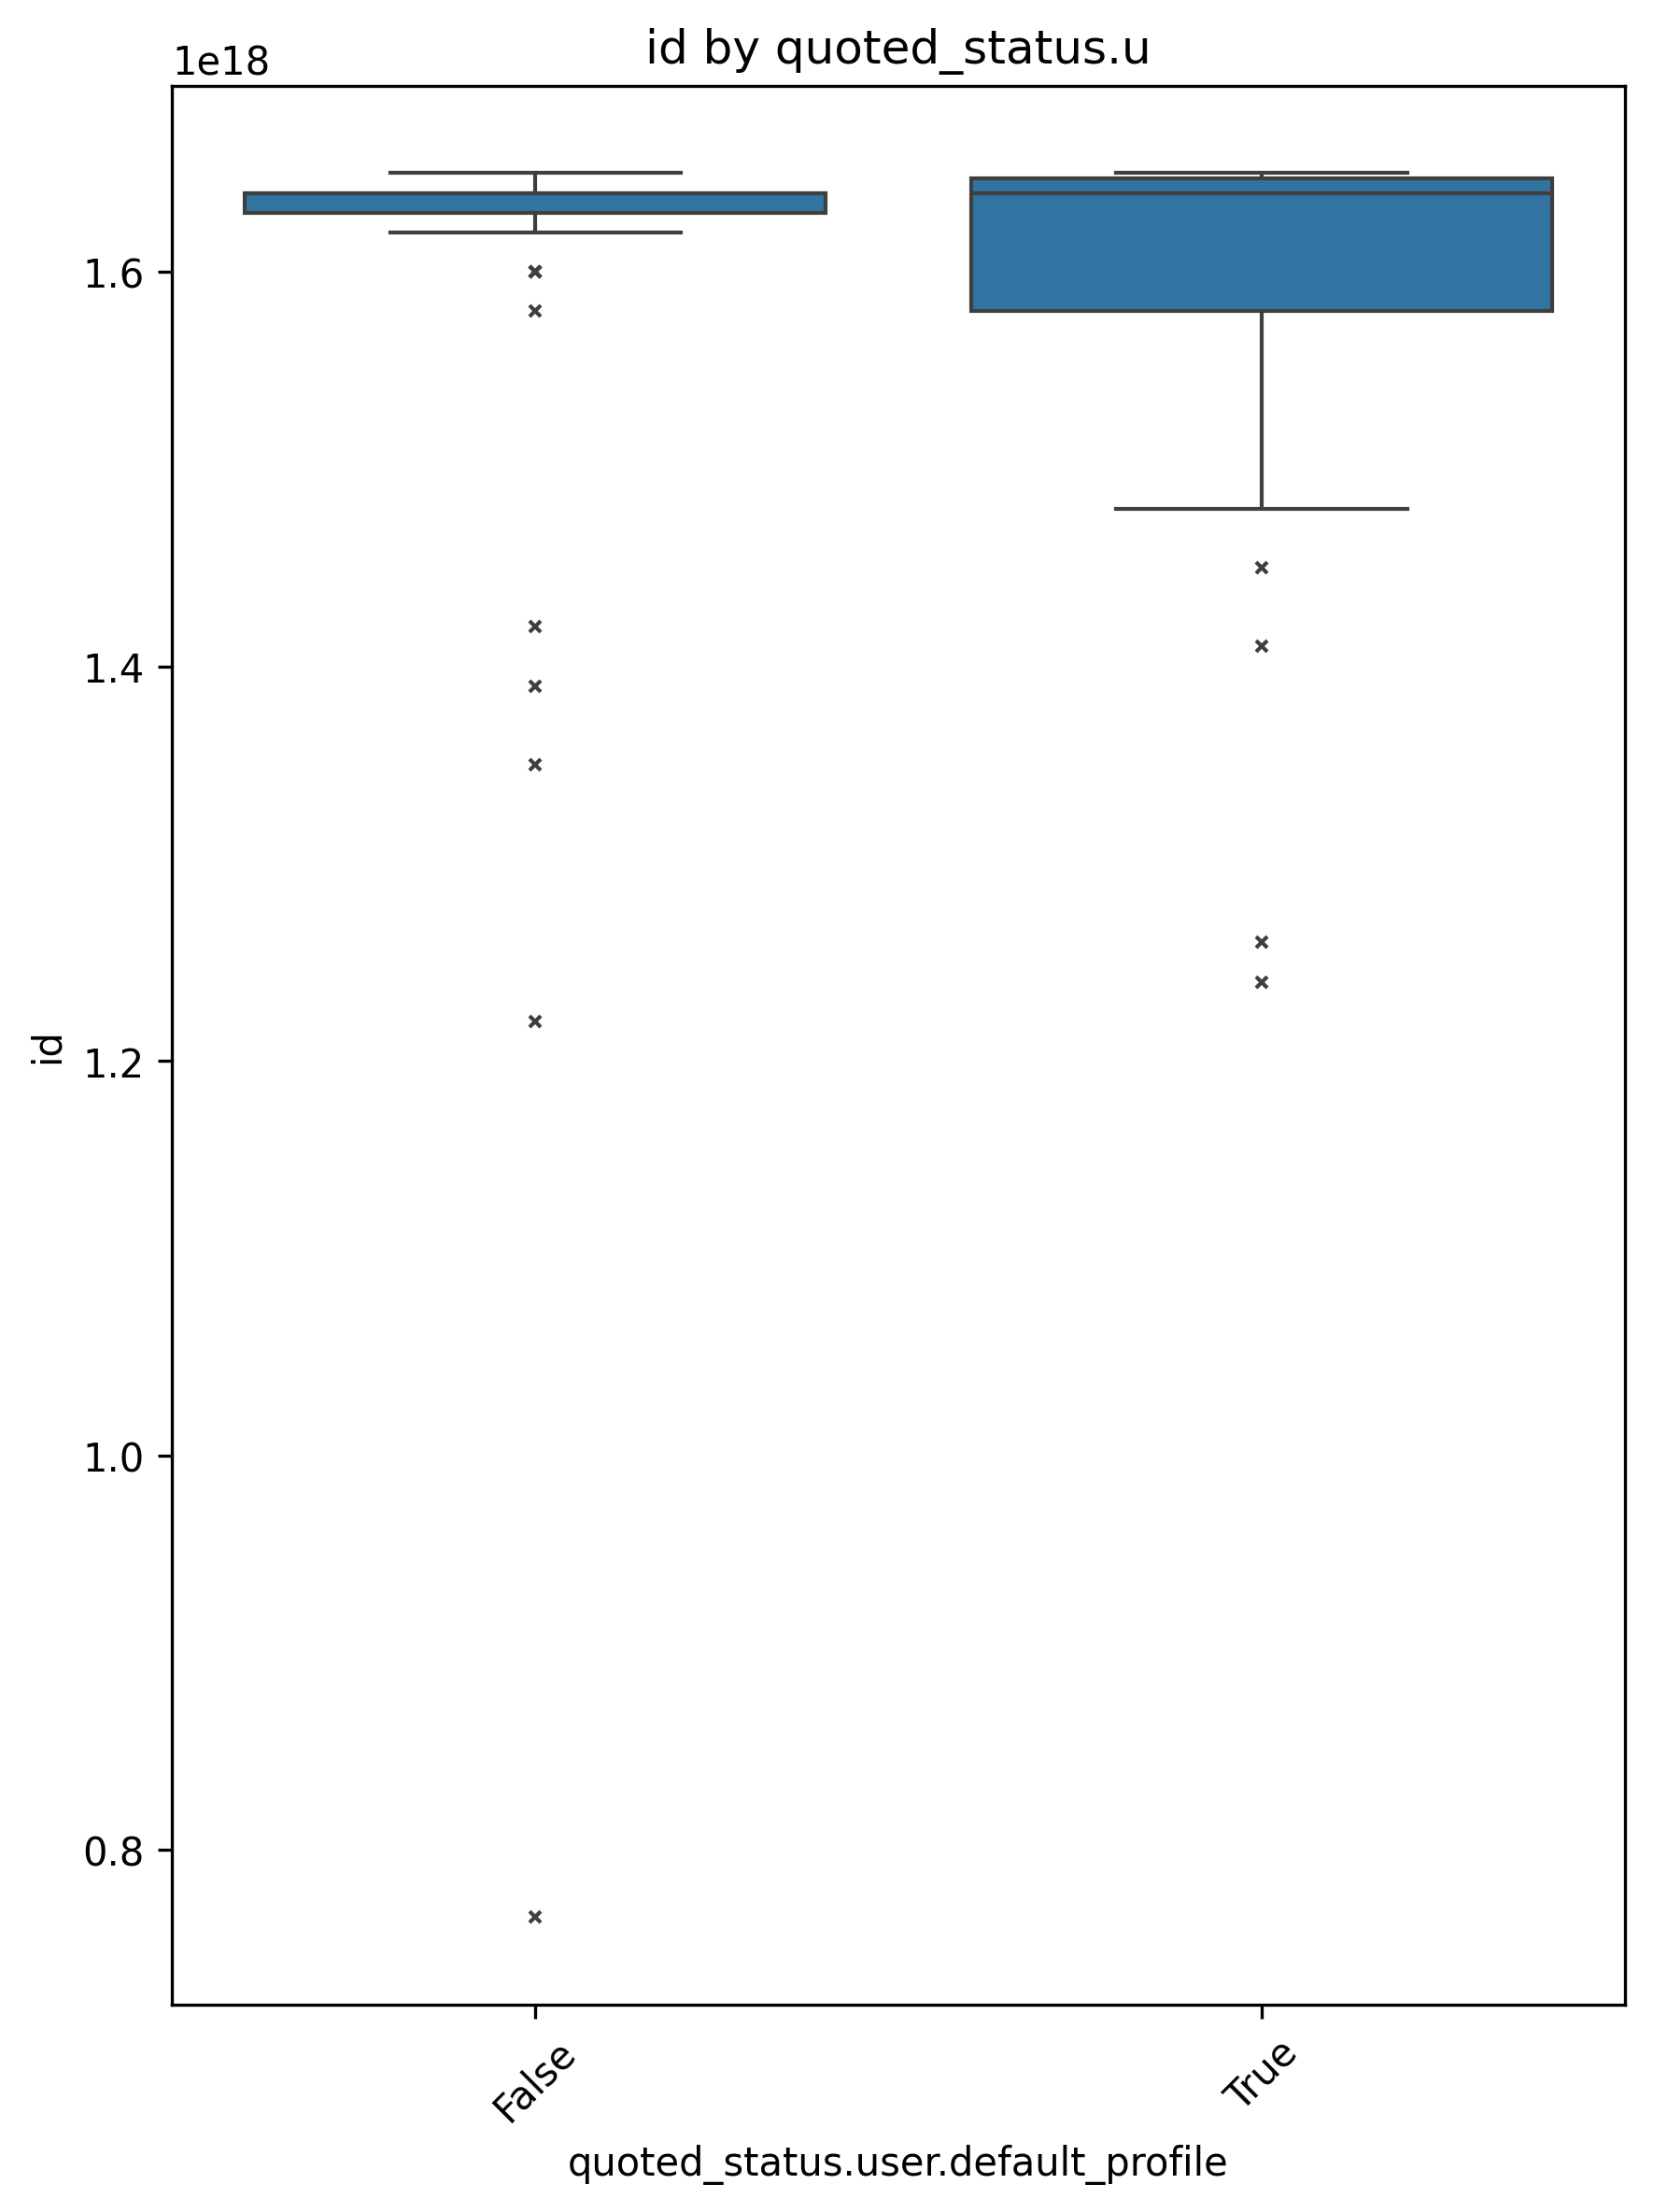 id by quoted_status.u
1e18
1.6
1.4
1.2
1.0
0.8
id
False
True
quoted_status.user.default_profile